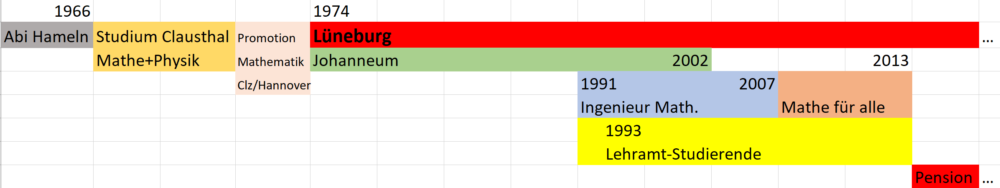 1966 1974
Abi Hameln Studium Clausthal Promotion Lüneburg ...
Mathe+Physik Mathematik Johanneum 2002 2013
Clz/Hannover 1991 2007
Ingenieur Math. Mathe für alle
1993
Lehramt-Studierende
Pension ...